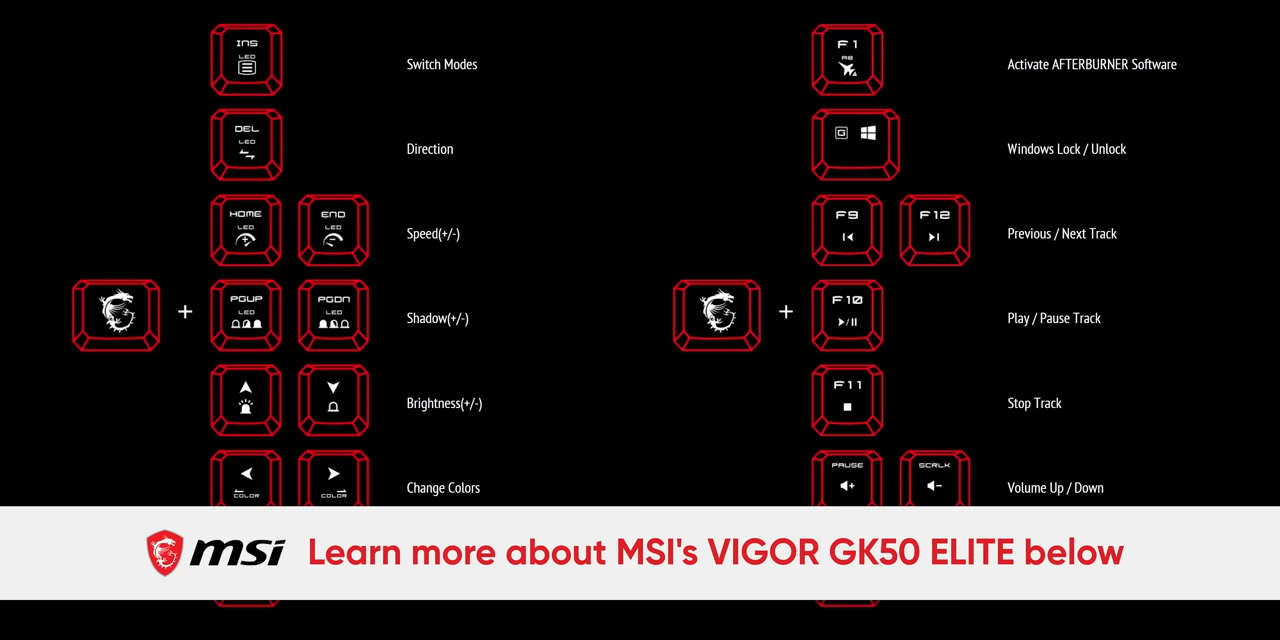 INS
LED
Switch Modes
DEL
LED
Direction
HOME
LED
END
LED
Speed(+/-)
+
PGUP
LED
PGDN
LED
Shadow(+/-)
Brightness(+/-)
COLOR
COLOR
Change Colors
F1
AB
Activate AFTERBURNER Software
G
Windows Lock / Unlock
F9
F12
Previous / Next Track
+
F10
Play / Pause Track
F11
Stop Track
PAUSE
+
SCRLK
-
Volume Up / Down
msi Learn more about MSI's VIGOR GK50 ELITE below